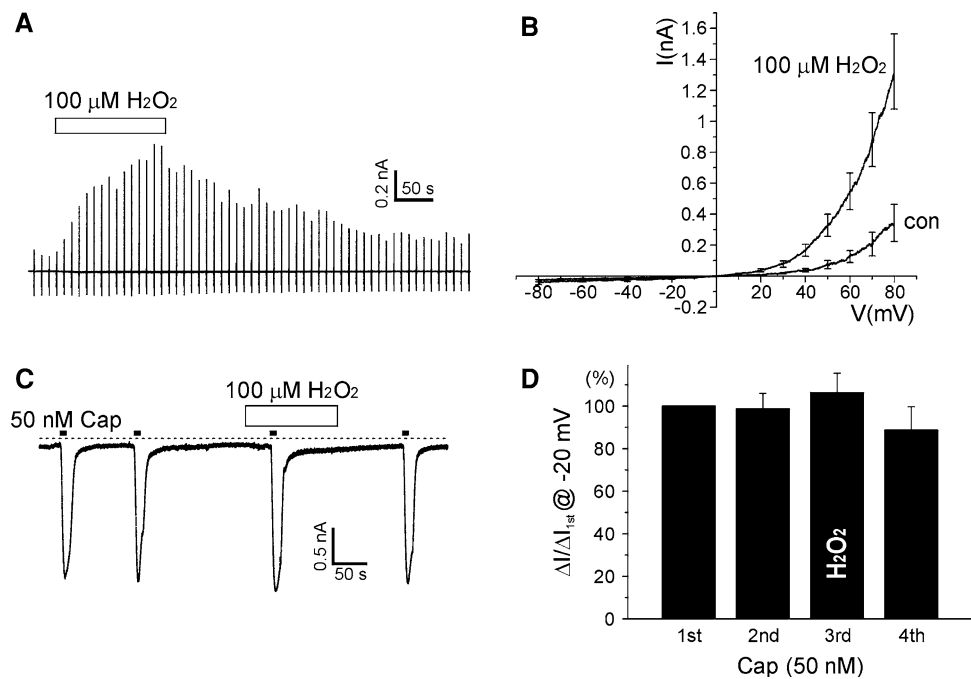 A
100 μM H2O2
0.2 nA
50 s
B
I(nA)
1.6
1.4
1.2
1.0
0.8
0.6
0.4
0.2
-0.2
100 μM H2O2
con
-80 -60 -40 -20 20 40 60 80
V(mV)
C
100 μM H2O2
50 nM Cap
0.5 nA
50 s
D
(%)
100
80
60
40
20
0
ΔI/ΔI1st @ -20 mV
H2O2
1st 2nd 3rd 4th
Cap (50 nM)